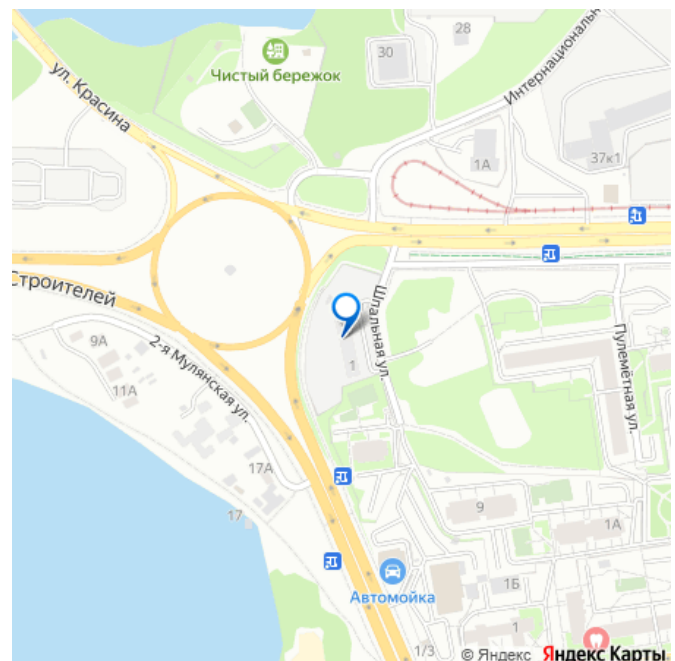 28
30
Чистый бережок
Интернациональн
ул. Красина
1А
37к1
Строителей
Шпальная ул.
2-я Мулянская ул.
9А
11А
1
Пулемётная ул.
17А
17
9
1А
1Б
Автомойка
1
1/3
© Яндекс Яндекс Карты